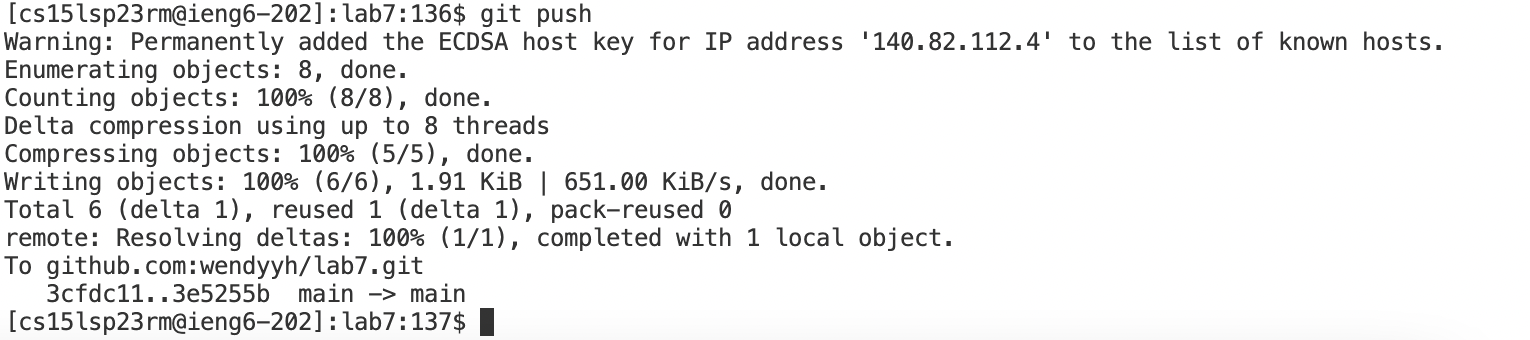 [cs15lsp23rm@ieng6-202]:lab7:136$ git push
Warning: Permanently added the ECDSA host key for IP address '140.82.112.4' to the list of known hosts.
Enumerating objects: 8, done.
Counting objects: 100% (8/8), done.
Delta compression using up to 8 threads
Compressing objects: 100% (5/5), done.
Writing objects: 100% (6/6), 1.91 KiB | 651.00 KiB/s, done.
Total 6 (delta 1), reused 1 (delta 1), pack-reused 0
remote: Resolving deltas: 100% (1/1), completed with 1 local object.
To github.com:wendyyh/lab7.git
   3cfdc11..3e5255b  main -> main
[cs15lsp23rm@ieng6-202]:lab7:137$